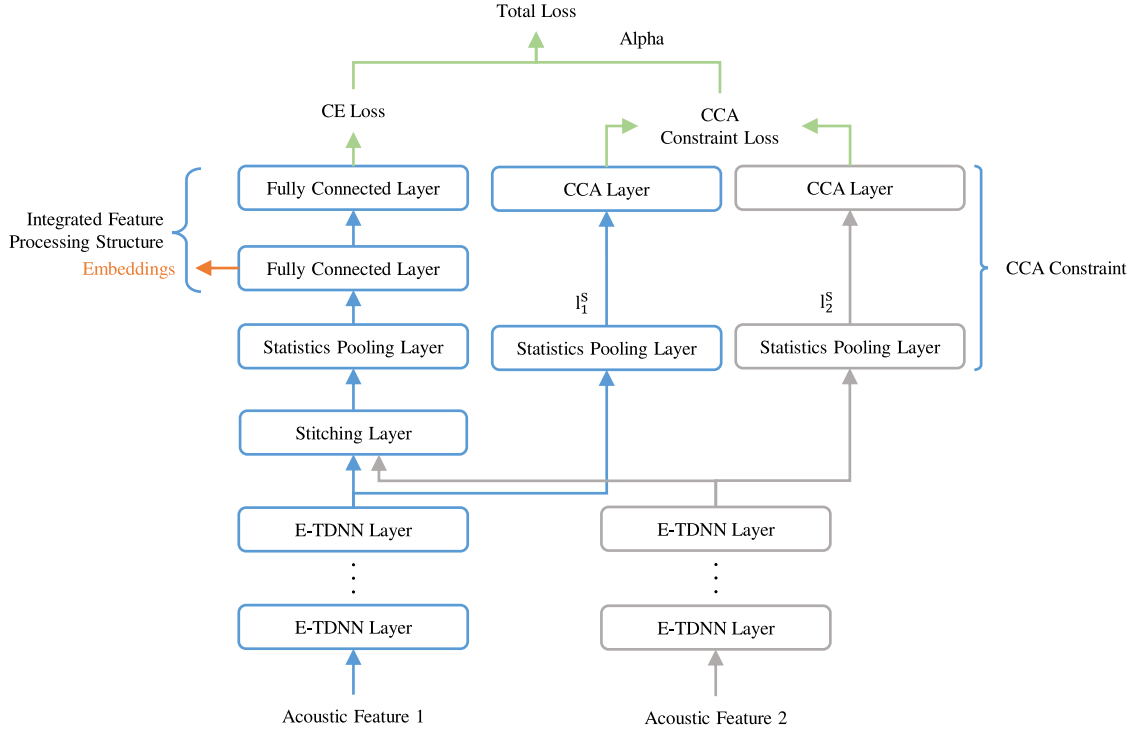 Total Loss
Alpha
CE Loss
CCA
Constraint Loss
Fully Connected Layer
CCA Layer
CCA Layer
Integrated Feature
Processing Structure
Embeddings
Fully Connected Layer
CCA Constraint
l₁ˢ
l₂ˢ
Statistics Pooling Layer
Statistics Pooling Layer
Statistics Pooling Layer
Stitching Layer
E-TDNN Layer
E-TDNN Layer
E-TDNN Layer
E-TDNN Layer
Acoustic Feature 1
Acoustic Feature 2